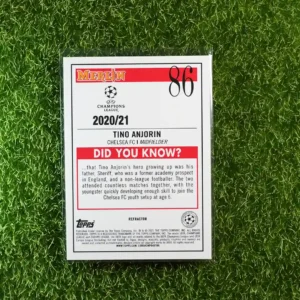 MERLIN
86
UEFA
CHAMPIONS
LEAGUE
2020/21
TINO ANJORIN
CHELSEA FC | MIDFIELDER
DID YOU KNOW?
...that Tino Anjorin's hero growing up was his
father, Sheriff, who was a former academy prospect
in England, and a non-league footballer. The two
attended countless matches together, with the
youngster quickly developing enough skill to join the
Chelsea FC youth setup at age 6.
REFRACTOR
Topps